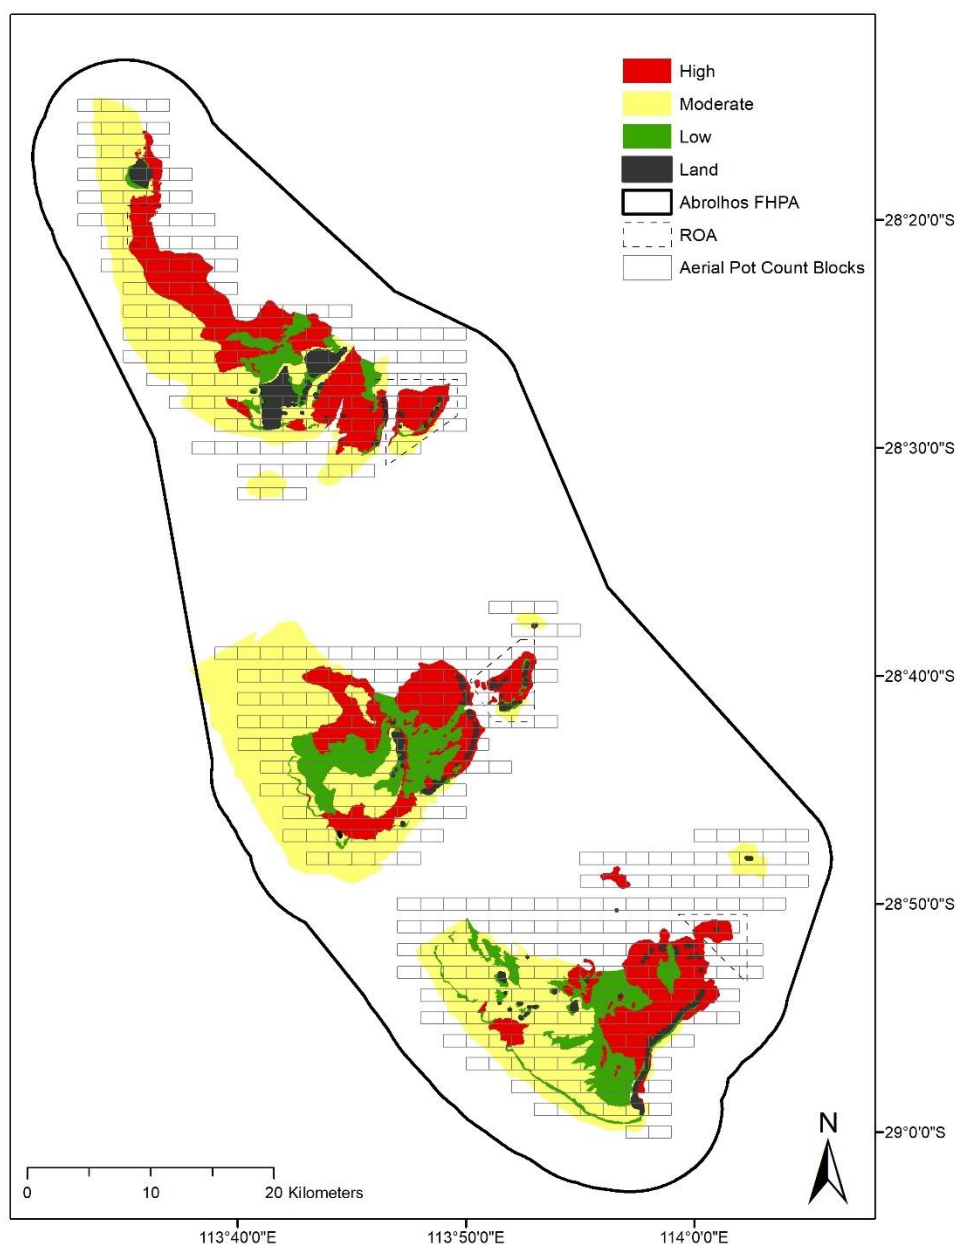 High
Moderate
Low
Land
Abrolhos FHPA
ROA
Aerial Pot Count Blocks
28°20'0"S
28°30'0"S
28°40'0"S
28°50'0"S
29°0'0"S
N
0 10 20 Kilometers
113°40'0"E 113°50'0"E 114°0'0"E